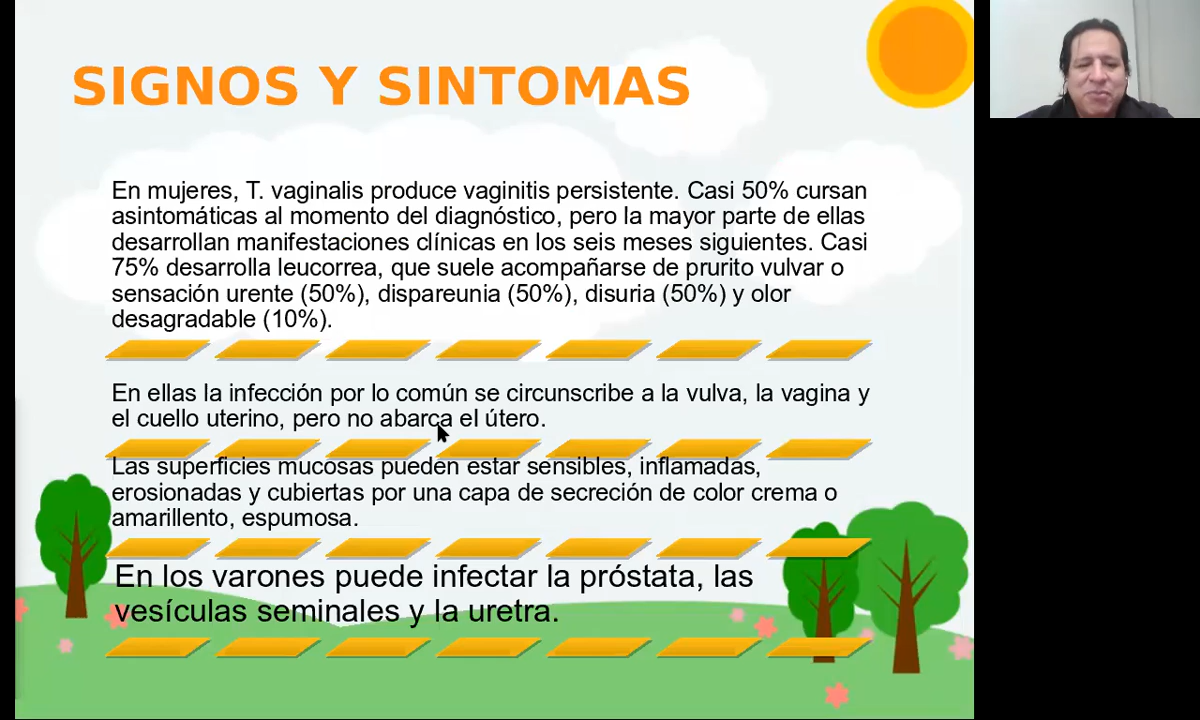 SIGNOS Y SINTOMAS
En mujeres, T. vaginalis produce vaginitis persistente. Casi 50% cursan
asintomáticas al momento del diagnóstico, pero la mayor parte de ellas
desarrollan manifestaciones clínicas en los seis meses siguientes. Casi
75% desarrolla leucorrea, que suele acompañarse de prurito vulvar o
sensación urente (50%), dispareunia (50%), disuria (50%) y olor
desagradable (10%).
En ellas la infección por lo común se circunscribe a la vulva, la vagina y
el cuello uterino, pero no abarca el útero.
Las superficies mucosas pueden estar sensibles, inflamadas,
erosionadas y cubiertas por una capa de secreción de color crema o
amarillento, espumosa.
En los varones puede infectar la próstata, las
vesículas seminales y la uretra.